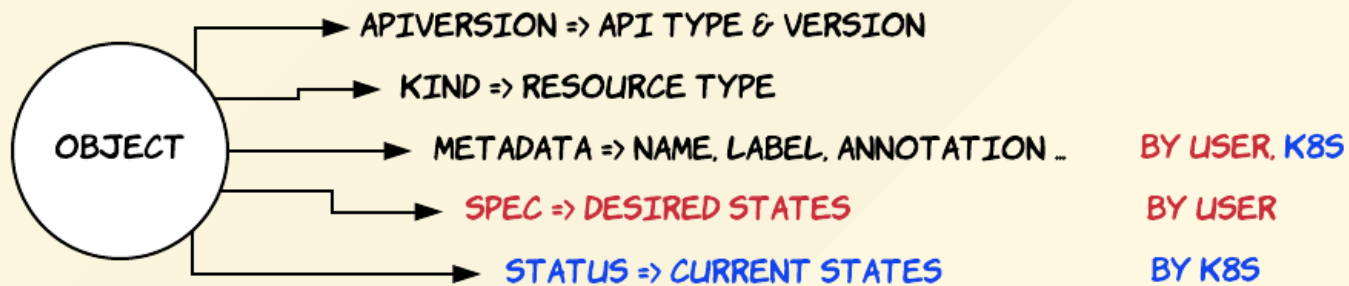 APIVERSION => API TYPE & VERSION
KIND => RESOURCE TYPE
OBJECT
METADATA => NAME, LABEL, ANNOTATION ... BY USER, K8S
SPEC => DESIRED STATES BY USER
STATUS => CURRENT STATES BY K8S